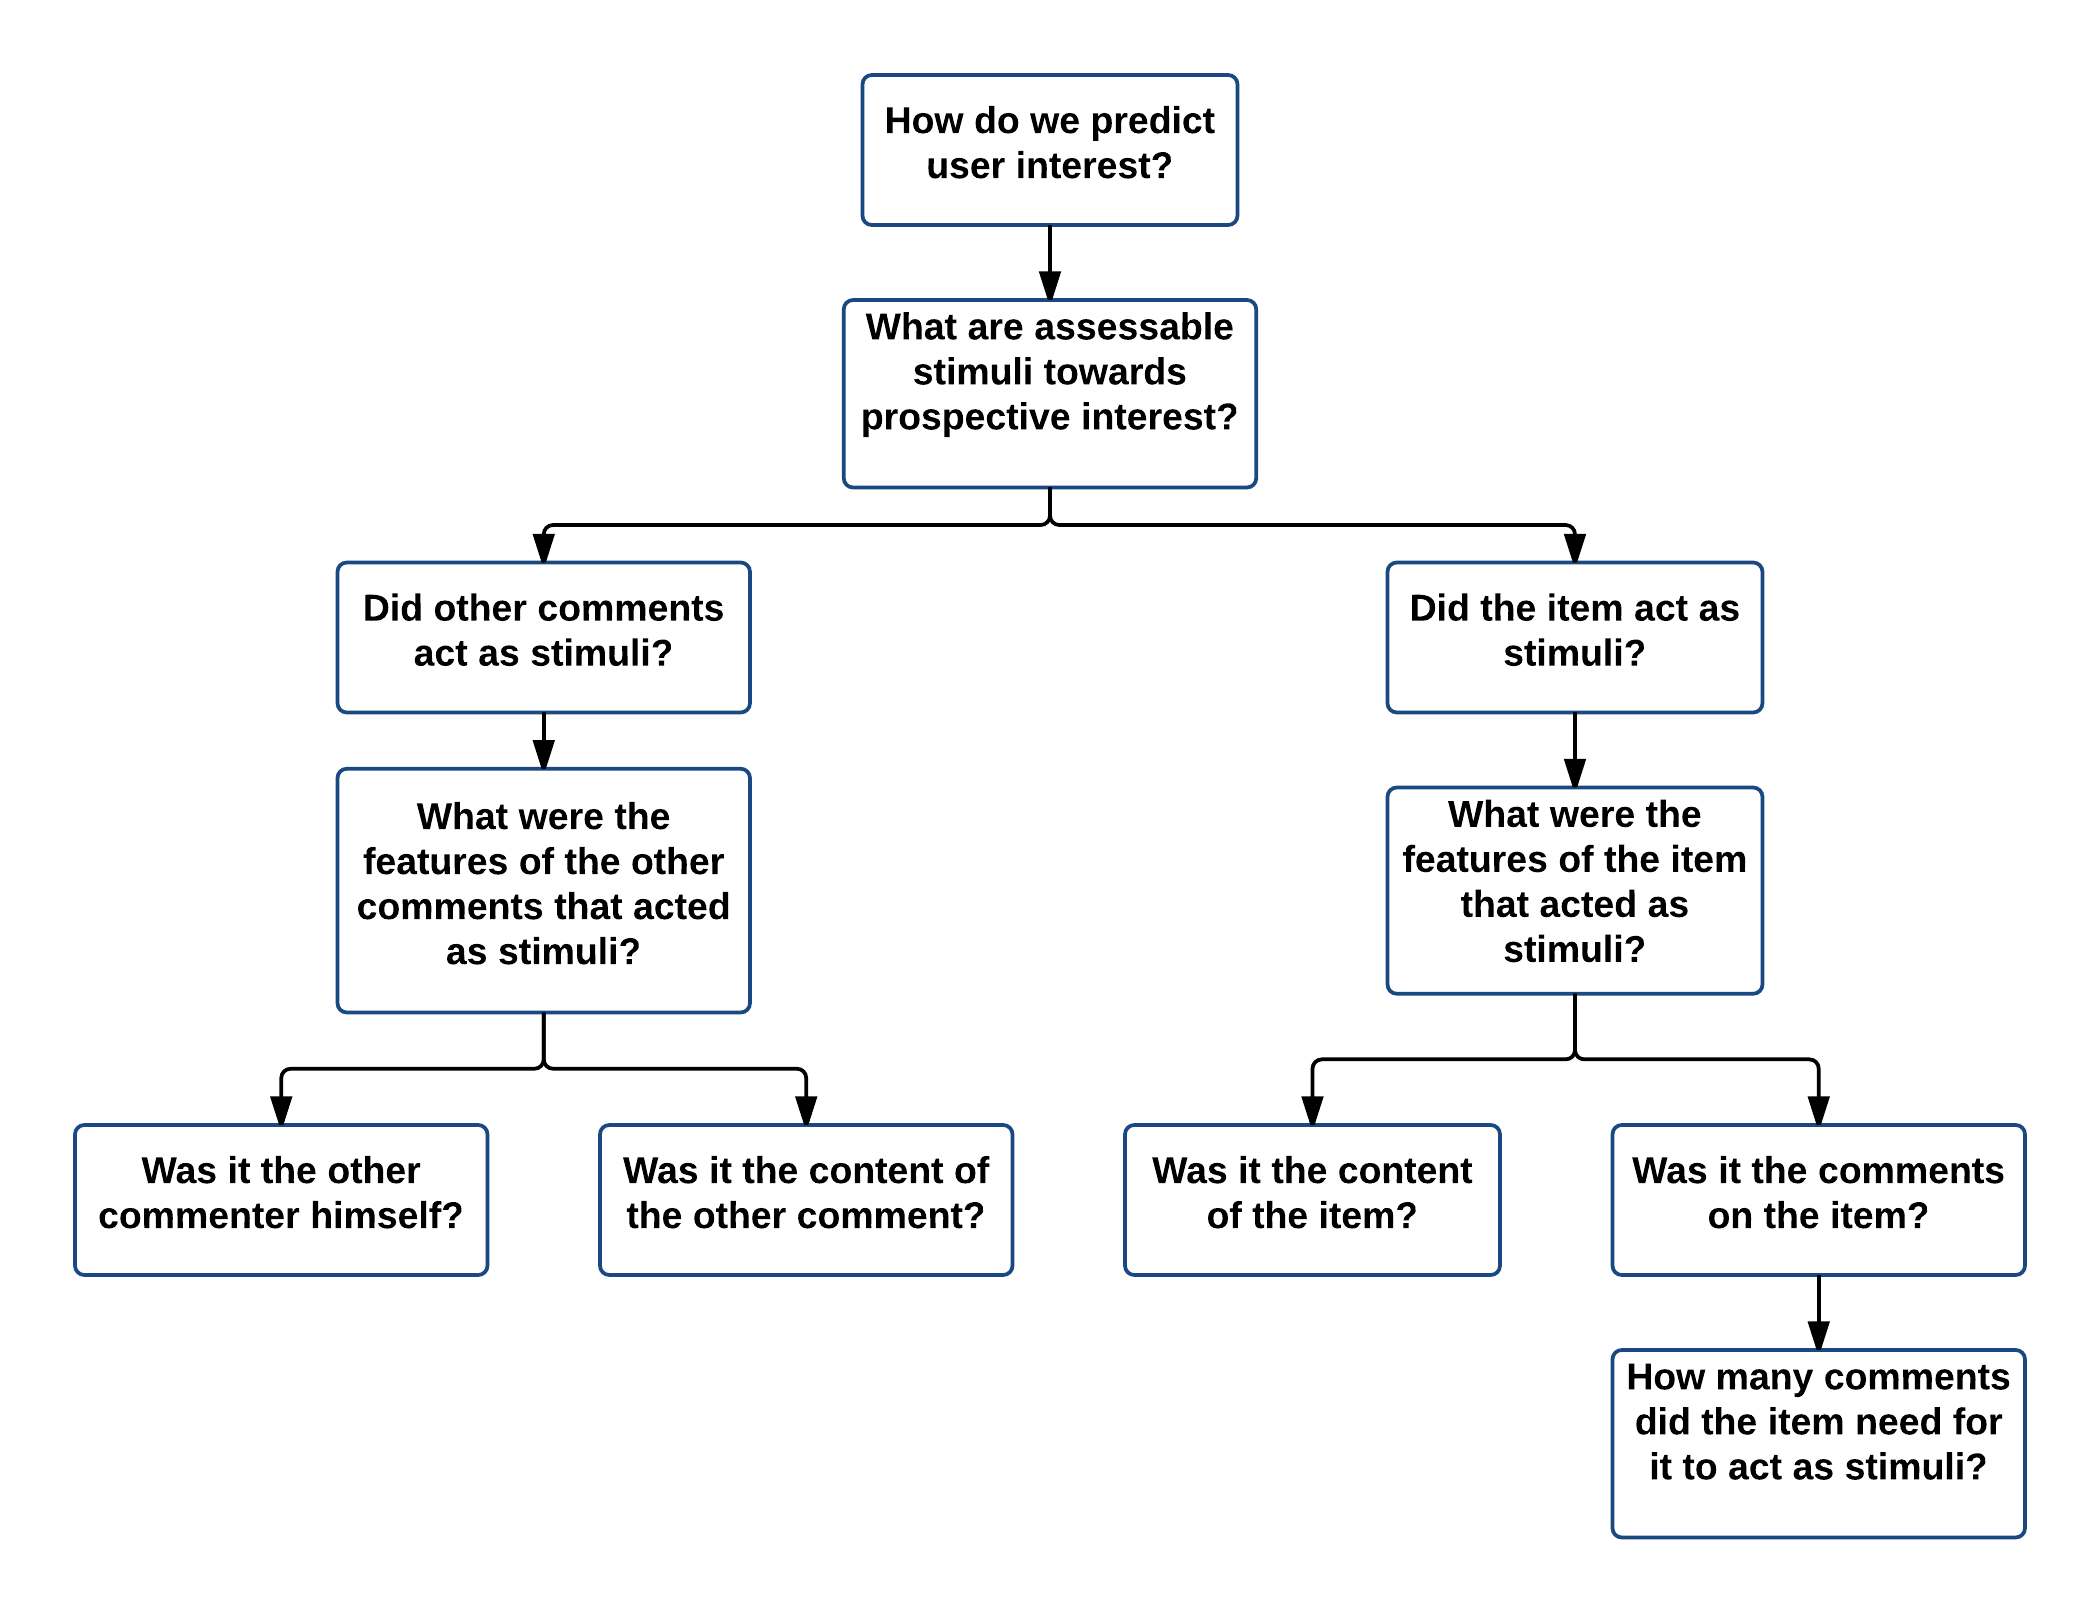 How do we predict
user interest?
What are assessable
stimuli towards
prospective interest?
Did other comments
act as stimuli?
Did the item act as
stimuli?
What were the
features of the other
comments that acted
as stimuli?
What were the
features of the item
that acted as
stimuli?
Was it the other
commenter himself?
Was it the content of
the other comment?
Was it the content
of the item?
Was it the comments
on the item?
How many comments
did the item need for
it to act as stimuli?